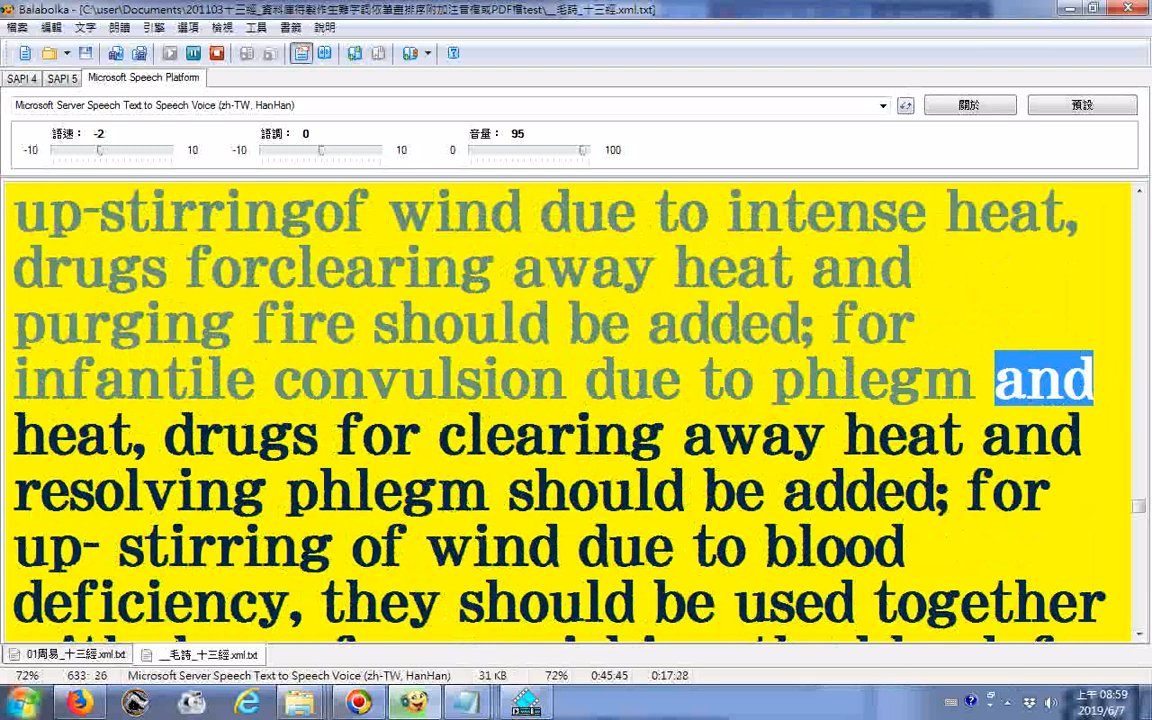 Balabolka - [C:\user\Documents\201103十三經_資料庫待製作生難字詞依筆畫排序附加注音檔或PDF檔test\__毛詩_十三經.xml.txt]
檔案 編輯 文字 朗讀 引擎 選項 檢視 工具 書籤 說明
SAPI 4 SAPI 5 Microsoft Speech Platform
Microsoft Server Speech Text to Speech Voice (zh-TW, HanHan) 關於 預設
語速： -2 語調： 0 音量： 95
-10 10 -10 10 0 100
up-stirringof wind due to intense heat,
drugs forclearing away heat and
purging fire should be added; for
infantile convulsion due to phlegm and
heat, drugs for clearing away heat and
resolving phlegm should be added; for
up- stirring of wind due to blood
deficiency, they should be used together
01周易_十三經.xml.txt __毛詩_十三經.xml.txt
72% 633: 26 Microsoft Server Speech Text to Speech Voice (zh-TW, HanHan) 31 KB 72% 0:45:45 0:17:28
上午 08:59
2019/6/7